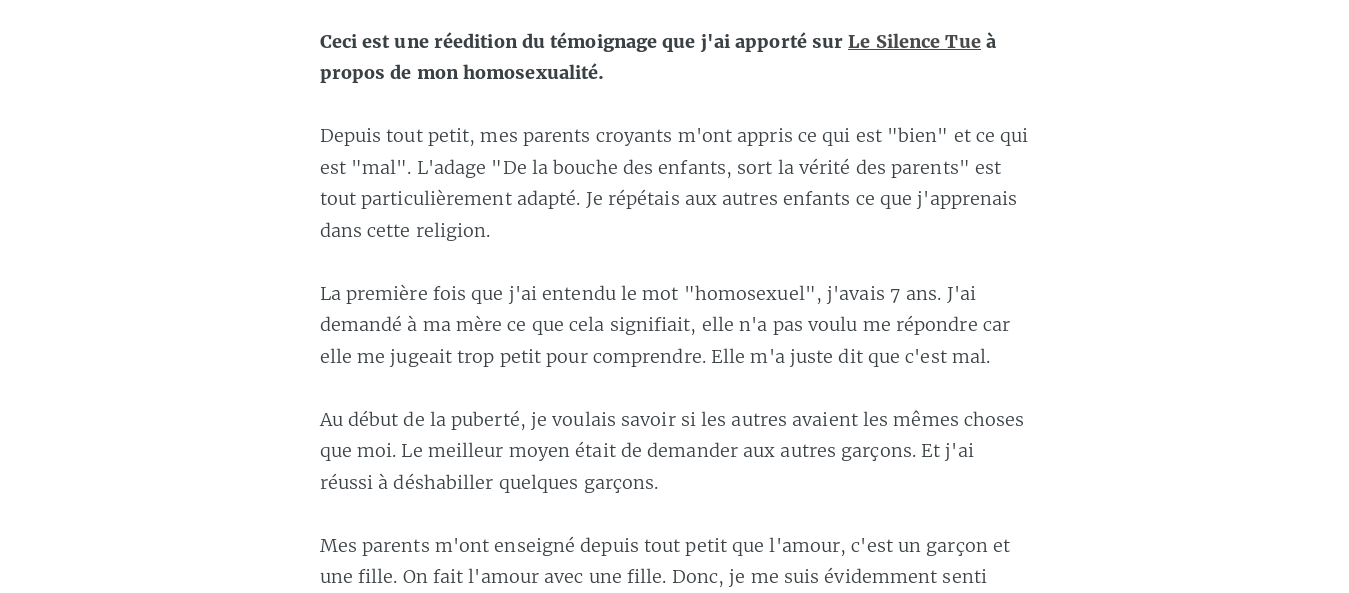 Ceci est une réedition du témoignage que j'ai apporté sur Le Silence Tue à
propos de mon homosexualité.
Depuis tout petit, mes parents croyants m'ont appris ce qui est "bien" et ce qui
est "mal". L'adage "De la bouche des enfants, sort la vérité des parents" est
tout particulièrement adapté. Je répétais aux autres enfants ce que j'apprenais
dans cette religion.
La première fois que j'ai entendu le mot "homosexuel", j'avais 7 ans. J'ai
demandé à ma mère ce que cela signifiait, elle n'a pas voulu me répondre car
elle me jugeait trop petit pour comprendre. Elle m'a juste dit que c'est mal.
Au début de la puberté, je voulais savoir si les autres avaient les mêmes choses
que moi. Le meilleur moyen était de demander aux autres garçons. Et j'ai
réussi à déshabiller quelques garçons.
Mes parents m'ont enseigné depuis tout petit que l'amour, c'est un garçon et
une fille. On fait l'amour avec une fille. Donc, je me suis évidemment senti